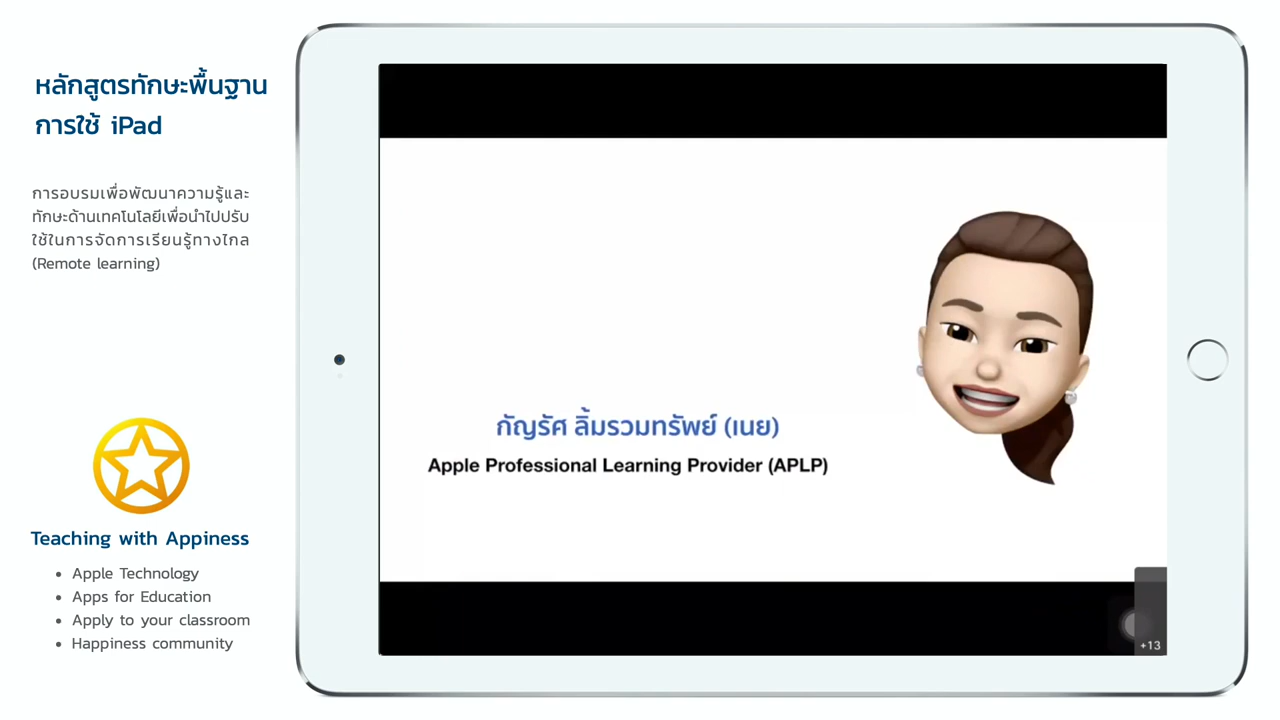 หลักสูตรทักษะพื้นฐาน
การใช้ iPad
การอบรมเพื่อพัฒนาความรู้และ
ทักษะด้านเทคโนโลยีเพื่อนำไปปรับ
ใช้ในการจัดการเรียนรู้ทางไกล
(Remote learning)
Teaching with Appiness
• Apple Technology
• Apps for Education
• Apply to your classroom
• Happiness community
กัญรัศ ลิ้มรวมทรัพย์ (เนย)
Apple Professional Learning Provider (APLP)
+13